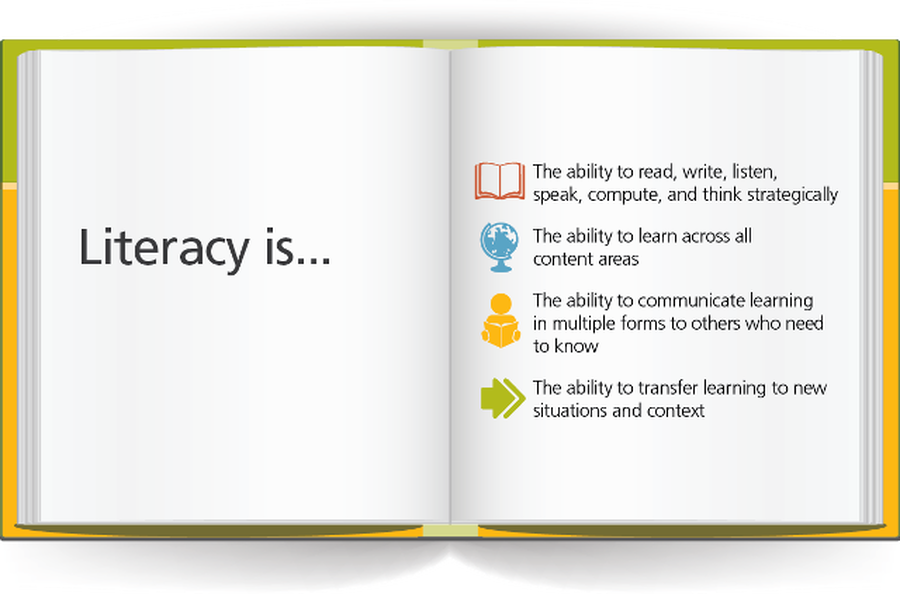 Literacy is...
The ability to read, write, listen,
speak, compute, and think strategically
The ability to learn across all
content areas
The ability to communicate learning
in multiple forms to others who need
to know
The ability to transfer learning to new
situations and context